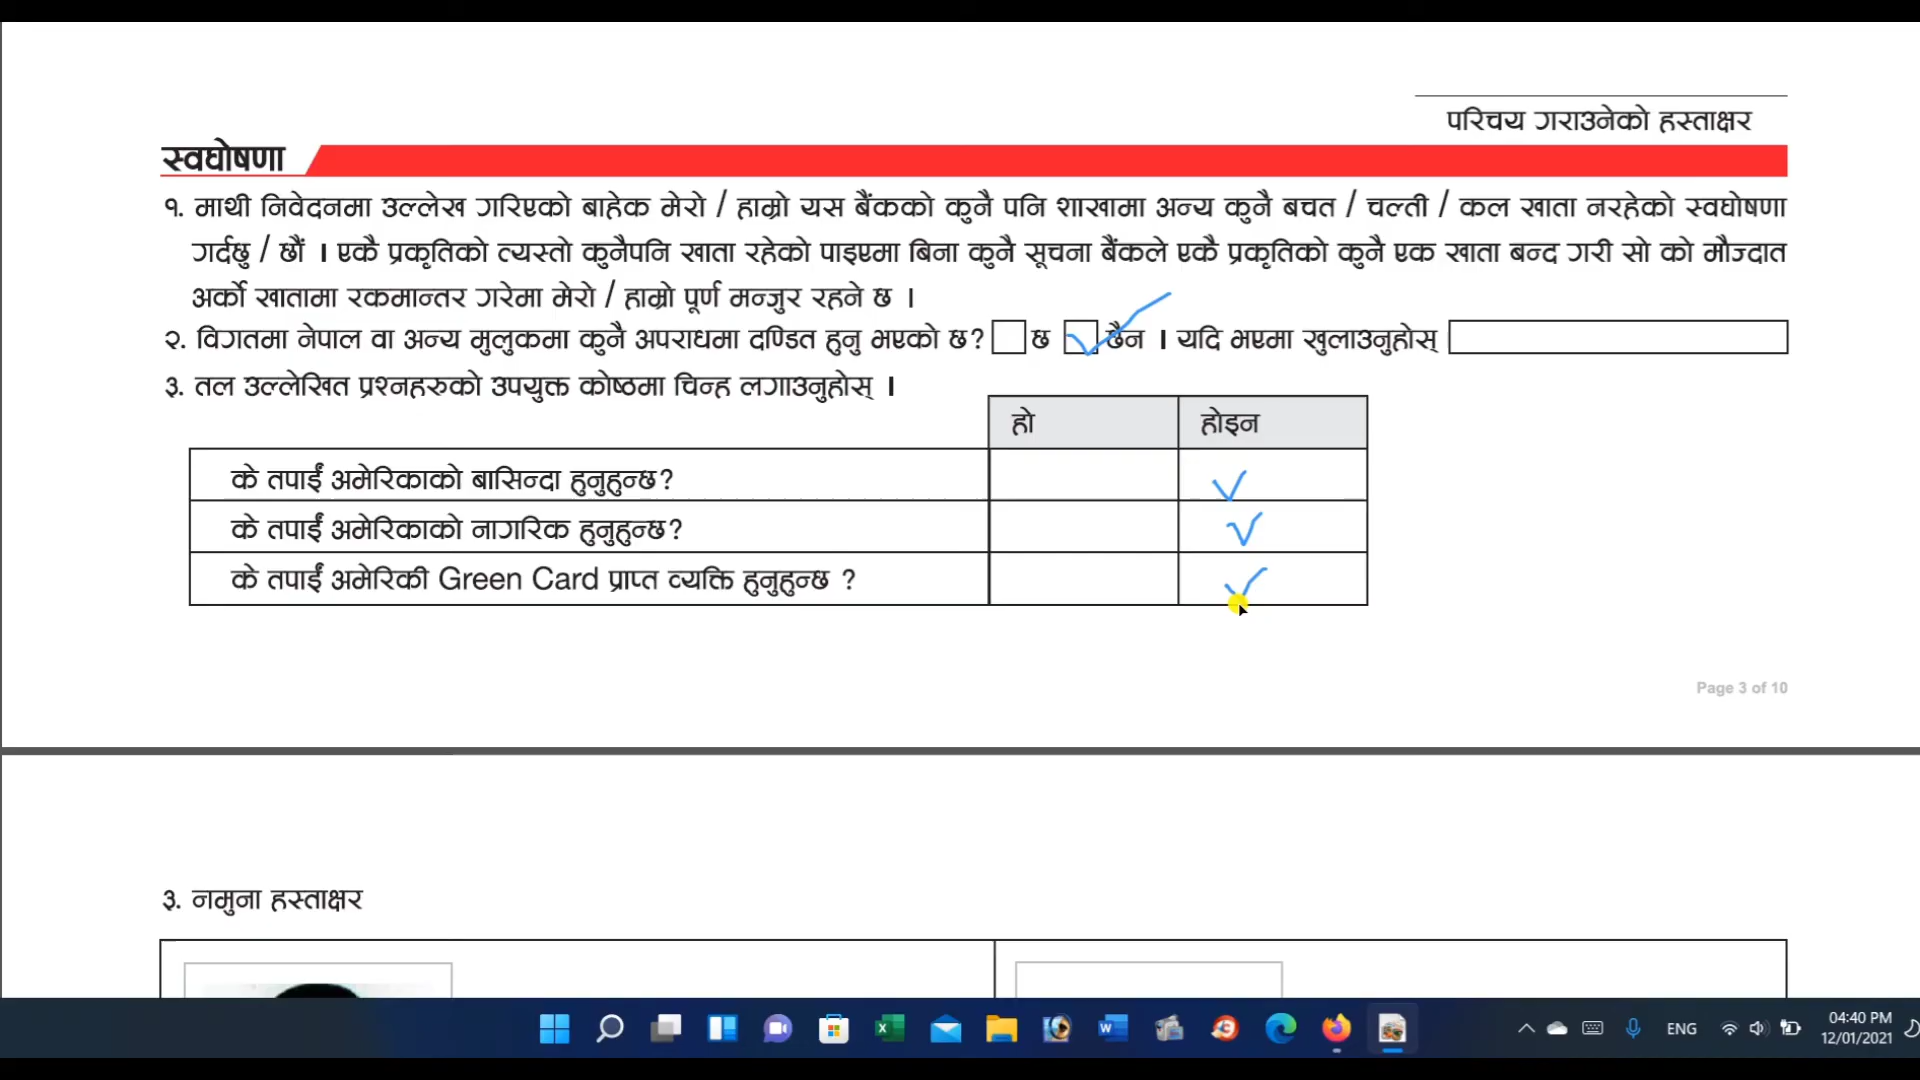 परिचय गराउनेको हस्ताक्षर
स्वघोषणा
१. माथी निवेदनमा उल्लेख गरिएको बाहेक मेरो / हाम्रो यस बैंकको कुनै पनि शाखामा अन्य कुनै बचत / चल्ती / कल खाता नरहेको स्वघोषणा
गर्दछु / छौं । एकै प्रकृतिको त्यस्तो कुनैपनि खाता रहेको पाइएमा बिना कुनै सूचना बैंकले एकै प्रकृतिको कुनै एक खाता बन्द गरी सो को मौज्दात
अर्को खातामा रकमान्तर गरेमा मेरो / हाम्रो पूर्ण मन्जुर रहने छ ।
२. विगतमा नेपाल वा अन्य मुलुकमा कुनै अपराधमा दण्डित हुनु भएको छ? छ छैन । यदि भएमा खुलाउनुहोस्
३. तल उल्लेखित प्रश्नहरुको उपयुक्त कोष्ठमा चिन्ह लगाउनुहोस् ।
हो होइन
के तपाईं अमेरिकाको बासिन्दा हुनुहुन्छ?
के तपाईं अमेरिकाको नागरिक हुनुहुन्छ?
के तपाईं अमेरिकी Green Card प्राप्त व्यक्ति हुनुहुन्छ ?
Page 3 of 10
३. नमुना हस्ताक्षर
ENG
04:40 PM
12/01/2021